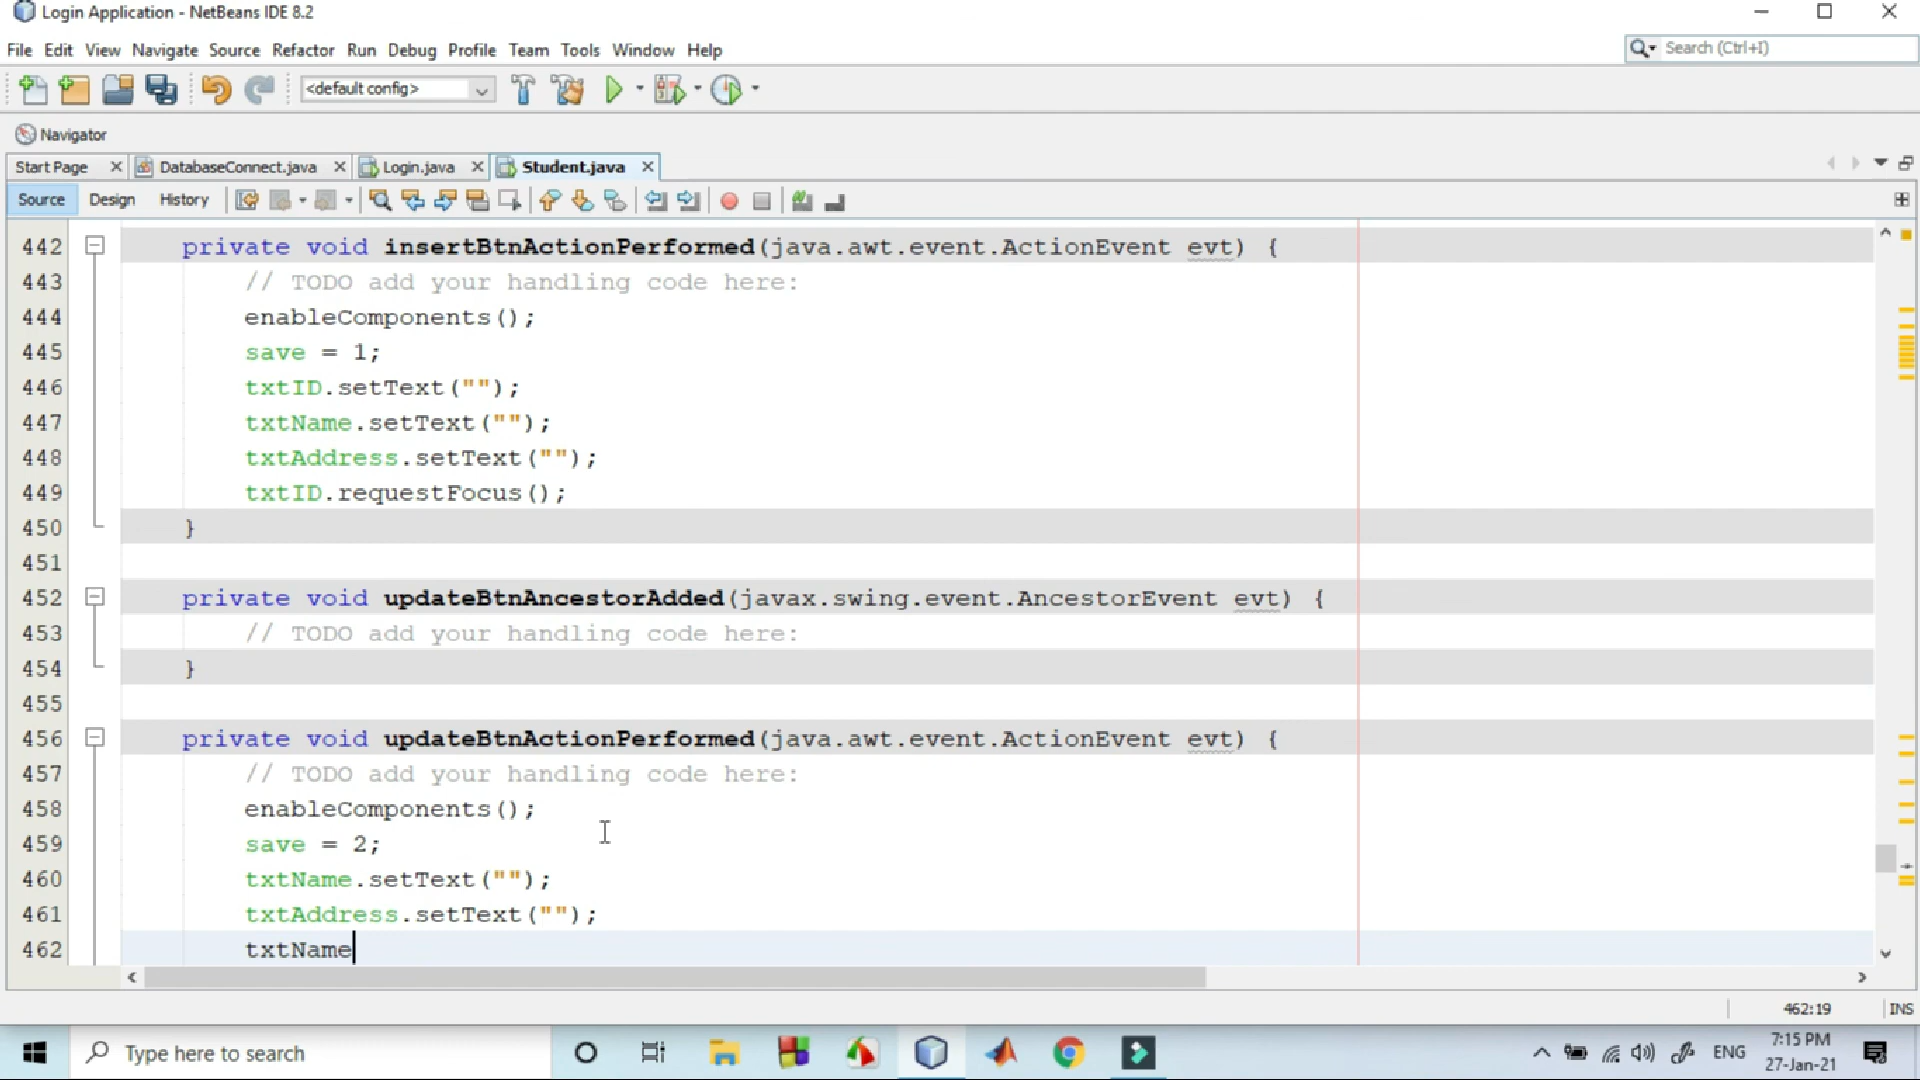 Login Application - NetBeans IDE 8.2
File Edit View Navigate Source Refactor Run Debug Profile Team Tools Window Help
Search (Ctrl+I)
<default config>
Navigator
Start Page DatabaseConnect.java Login.java Student.java
Source Design History
442 private void insertBtnActionPerformed(java.awt.event.ActionEvent evt) {
443 // TODO add your handling code here:
444 enableComponents();
445 save = 1;
446 txtID.setText("");
447 txtName.setText("");
448 txtAddress.setText("");
449 txtID.requestFocus();
450 }
451
452 private void updateBtnAncestorAdded(javax.swing.event.AncestorEvent evt) {
453 // TODO add your handling code here:
454 }
455
456 private void updateBtnActionPerformed(java.awt.event.ActionEvent evt) {
457 // TODO add your handling code here:
458 enableComponents();
459 save = 2;
460 txtName.setText("");
461 txtAddress.setText("");
462 txtName
462:19 INS
Type here to search
ENG
7:15 PM
27-Jan-21